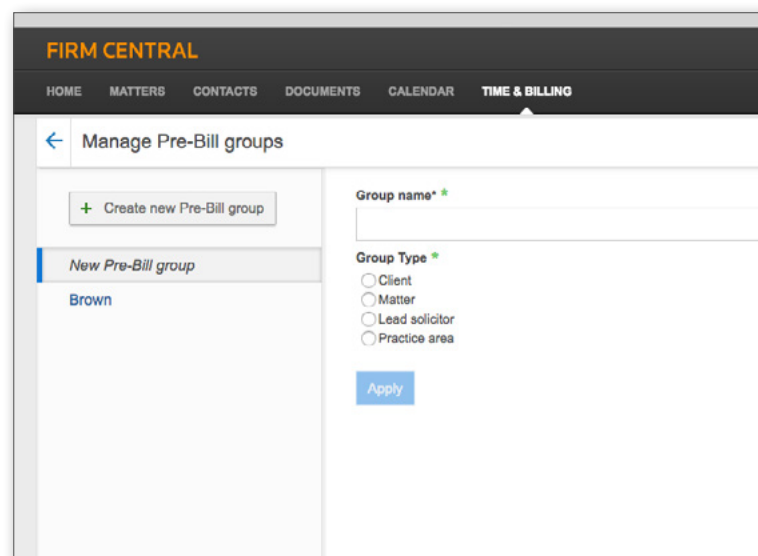 FIRM CENTRAL
HOME MATTERS CONTACTS DOCUMENTS CALENDAR TIME & BILLING
Manage Pre-Bill groups
+ Create new Pre-Bill group
New Pre-Bill group
Brown
Group name* *
Group Type *
Client
Matter
Lead solicitor
Practice area
Apply